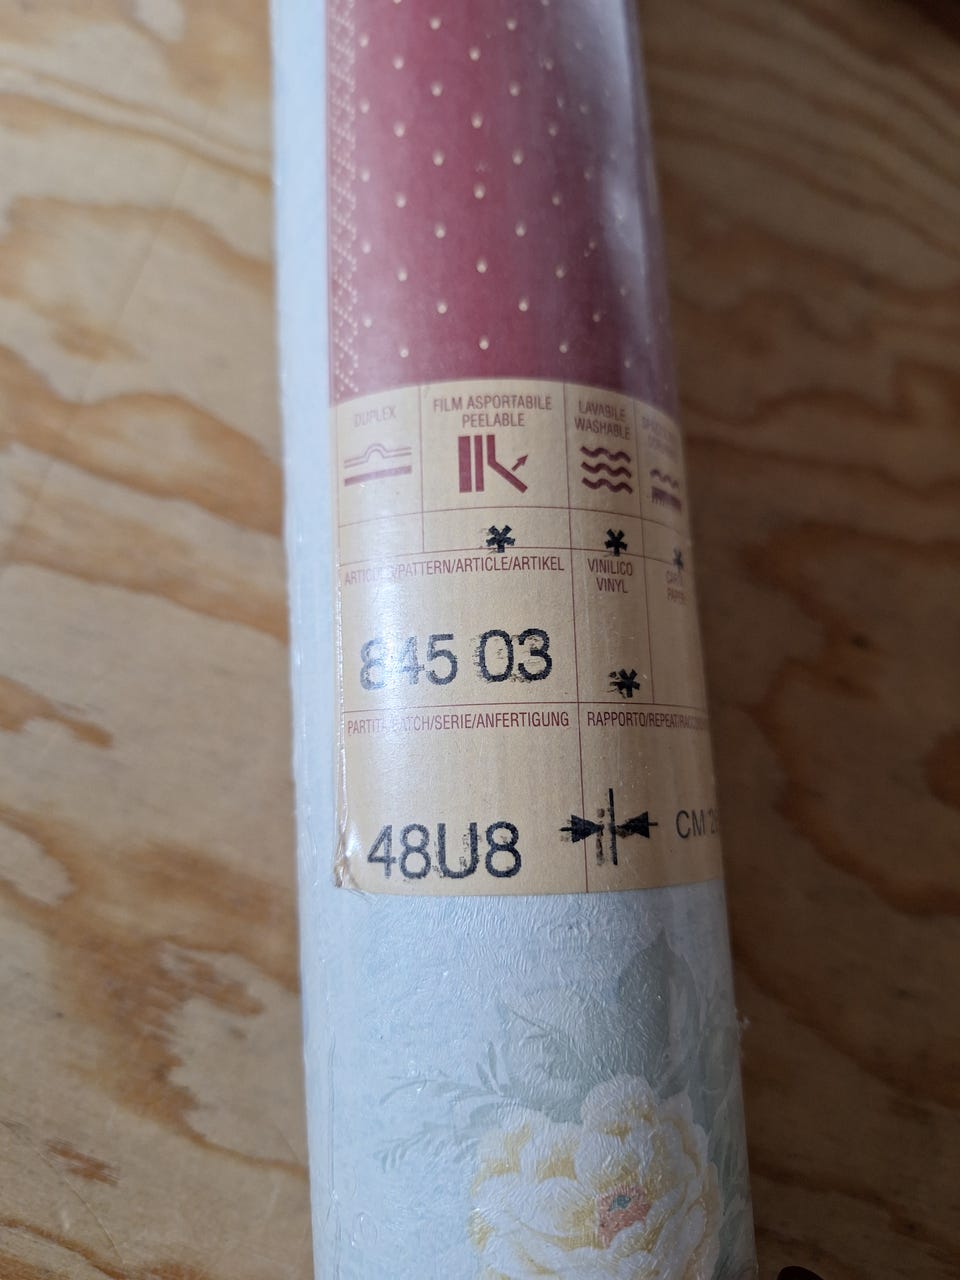 DUPLEX
FILM ASPORTABILE
PEELABLE
LAVABILE
WASHABLE
* * *
/PATTERN/ARTICLE/ARTIKEL
VINILICO
VINYL
845 03
*
PARTITA BATCH/SERIE/ANFERTIGUNG
RAPPORTO/REPEAT/
48U8
CM